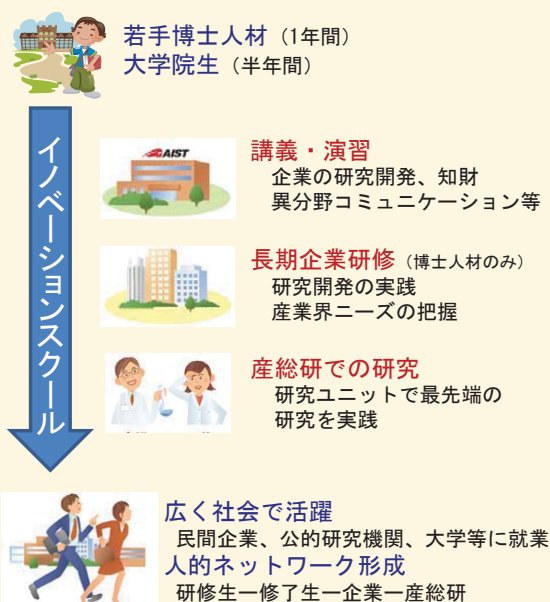 若手博士人材（1年間）
大学院生（半年間）
イノベーションスクール
AIST
講義・演習
企業の研究開発、知財
異分野コミュニケーション等
長期企業研修（博士人材のみ）
研究開発の実践
産業界ニーズの把握
産総研での研究
研究ユニットで最先端の
研究を実践
広く社会で活躍
民間企業、公的研究機関、大学等に就業
人的ネットワーク形成
研修生ー修了生ー企業ー産総研